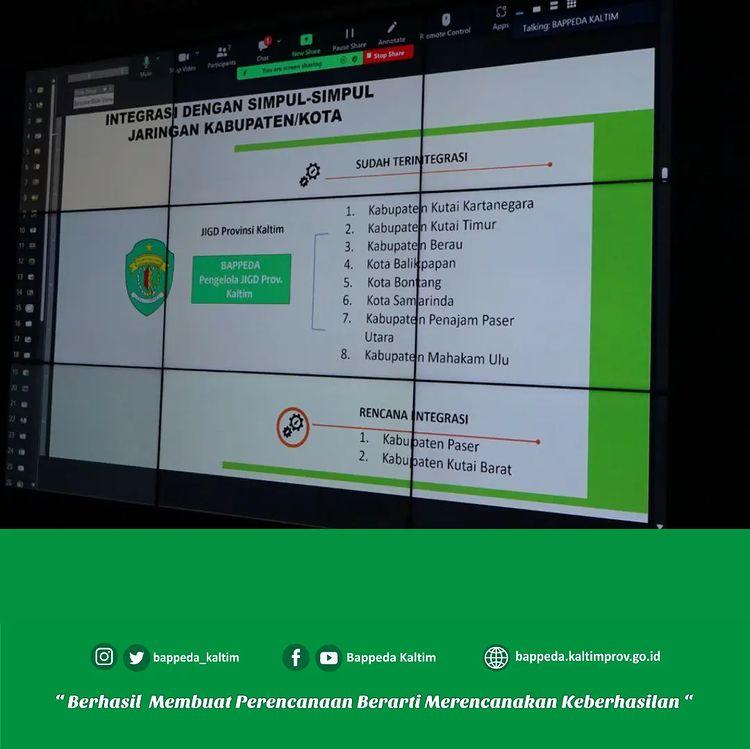 Talking: BAPPEDA KALTIM
Mute
Stop Video
Participants
Chat
1
New Share
Pause Share
Annotate
Remote Control
Apps
You are screen sharing
Stop Share
INTEGRASI DENGAN SIMPUL-SIMPUL
JARINGAN KABUPATEN/KOTA
SUDAH TERINTEGRASI
JIGD Provinsi Kaltim
BAPPEDA
Pengelola JIGD Prov.
Kaltim
1. Kabupaten Kutai Kartanegara
2. Kabupaten Kutai Timur
3. Kabupaten Berau
4. Kota Balikpapan
5. Kota Bontang
6. Kota Samarinda
7. Kabupaten Penajam Paser
Utara
8. Kabupaten Mahakam Ulu
RENCANA INTEGRASI
1. Kabupaten Paser
2. Kabupaten Kutai Barat
bappeda_kaltim
Bappeda Kaltim
bappeda.kaltimprov.go.id
“ Berhasil Membuat Perencanaan Berarti Merencanakan Keberhasilan “